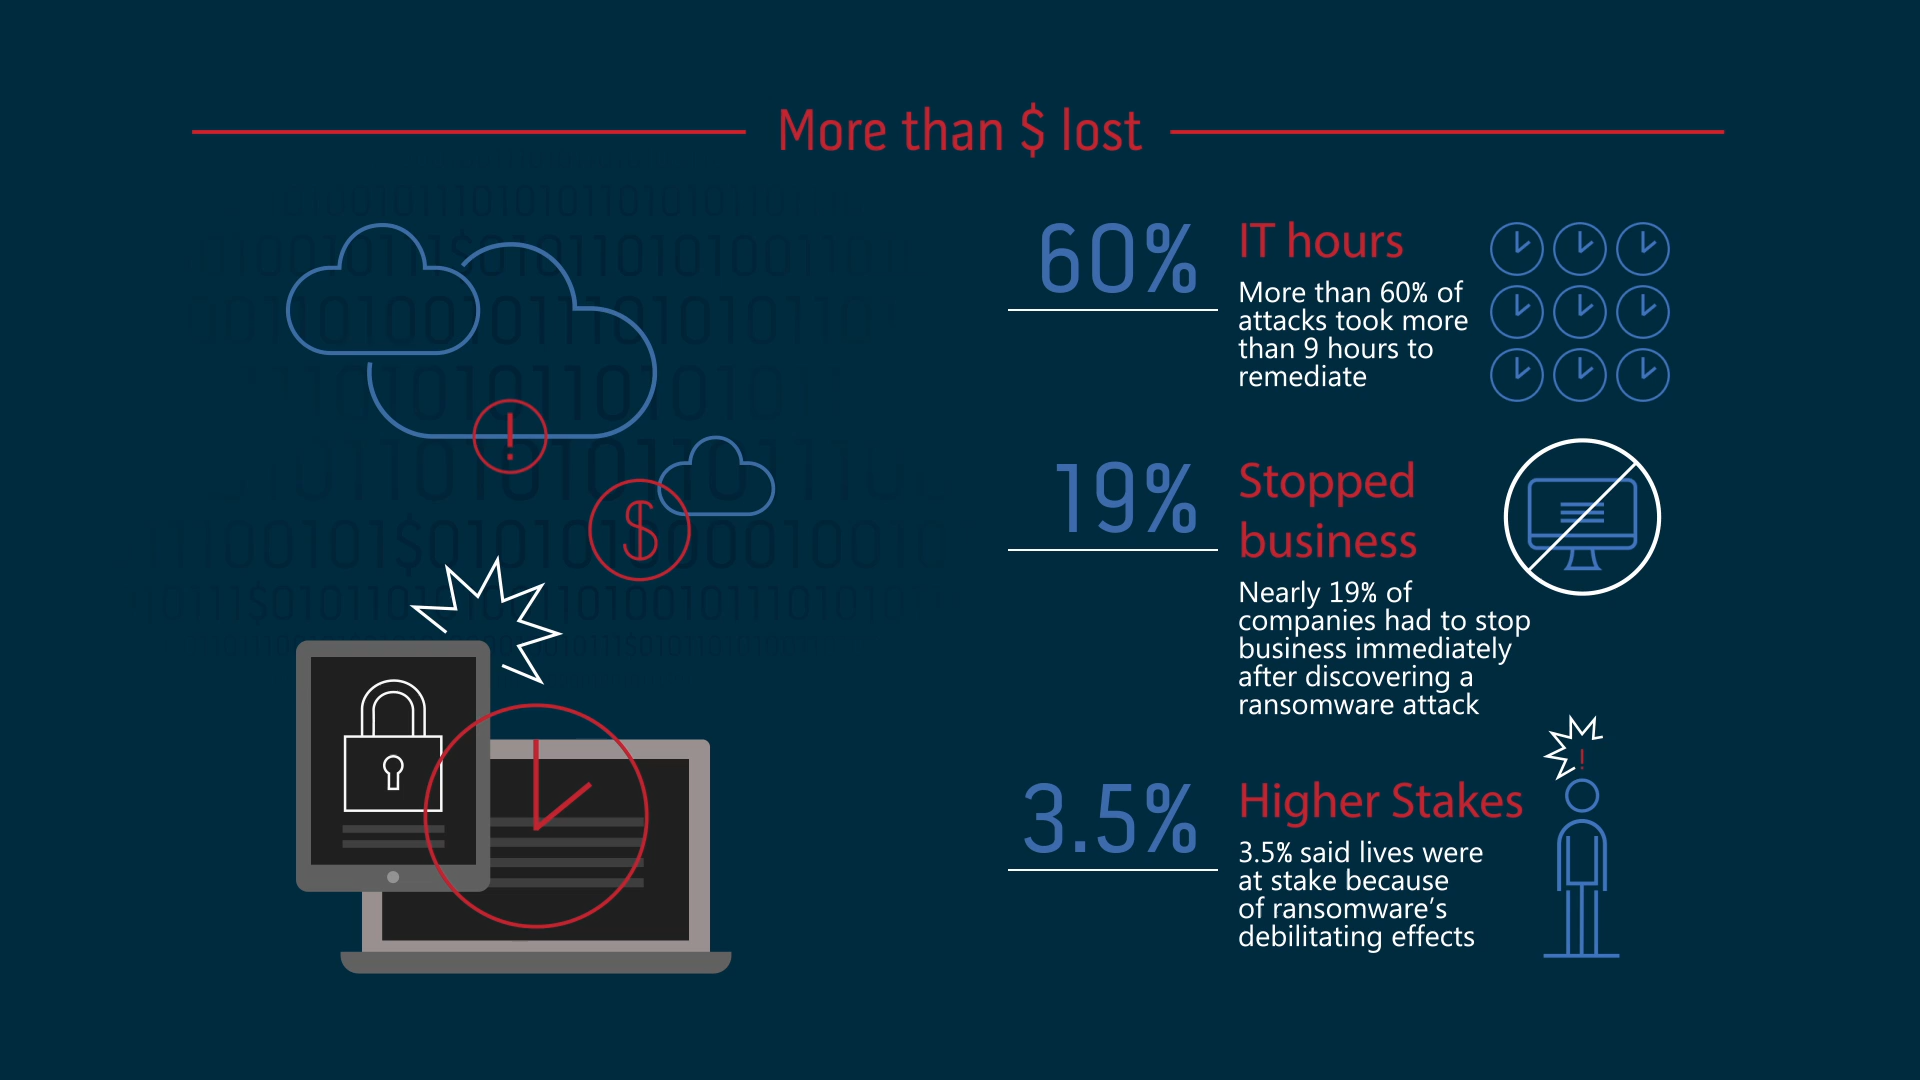 More than $ lost
60%
IT hours
More than 60% of
attacks took more
than 9 hours to
remediate
19%
Stopped
business
Nearly 19% of
companies had to stop
business immediately
after discovering a
ransomware attack
!
$
3.5%
Higher Stakes
3.5% said lives were
at stake because
of ransomware’s
debilitating effects
!